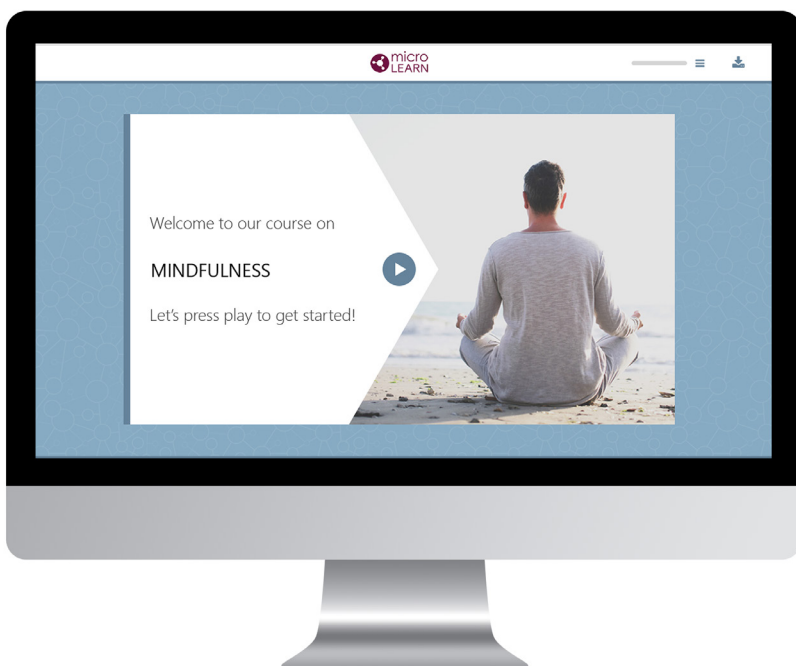 micro
LEARN
Welcome to our course on
MINDFULNESS
Let's press play to get started!